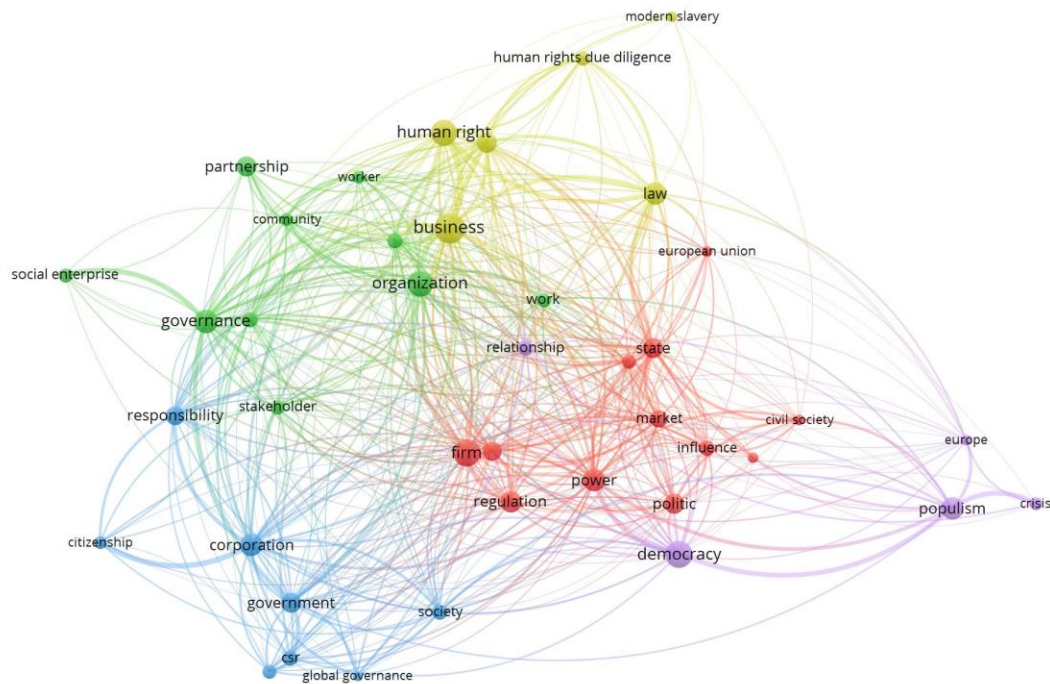 modern slavery
human rights due diligence
human right
partnership
worker
law
community
business
european union
social enterprise
organization
work
governance
relationship
state
responsibility
stakeholder
market
civil society
influence
europe
firm
power
regulation
politic
populism
crisis
citizenship
corporation
democracy
government
society
csr
global governance